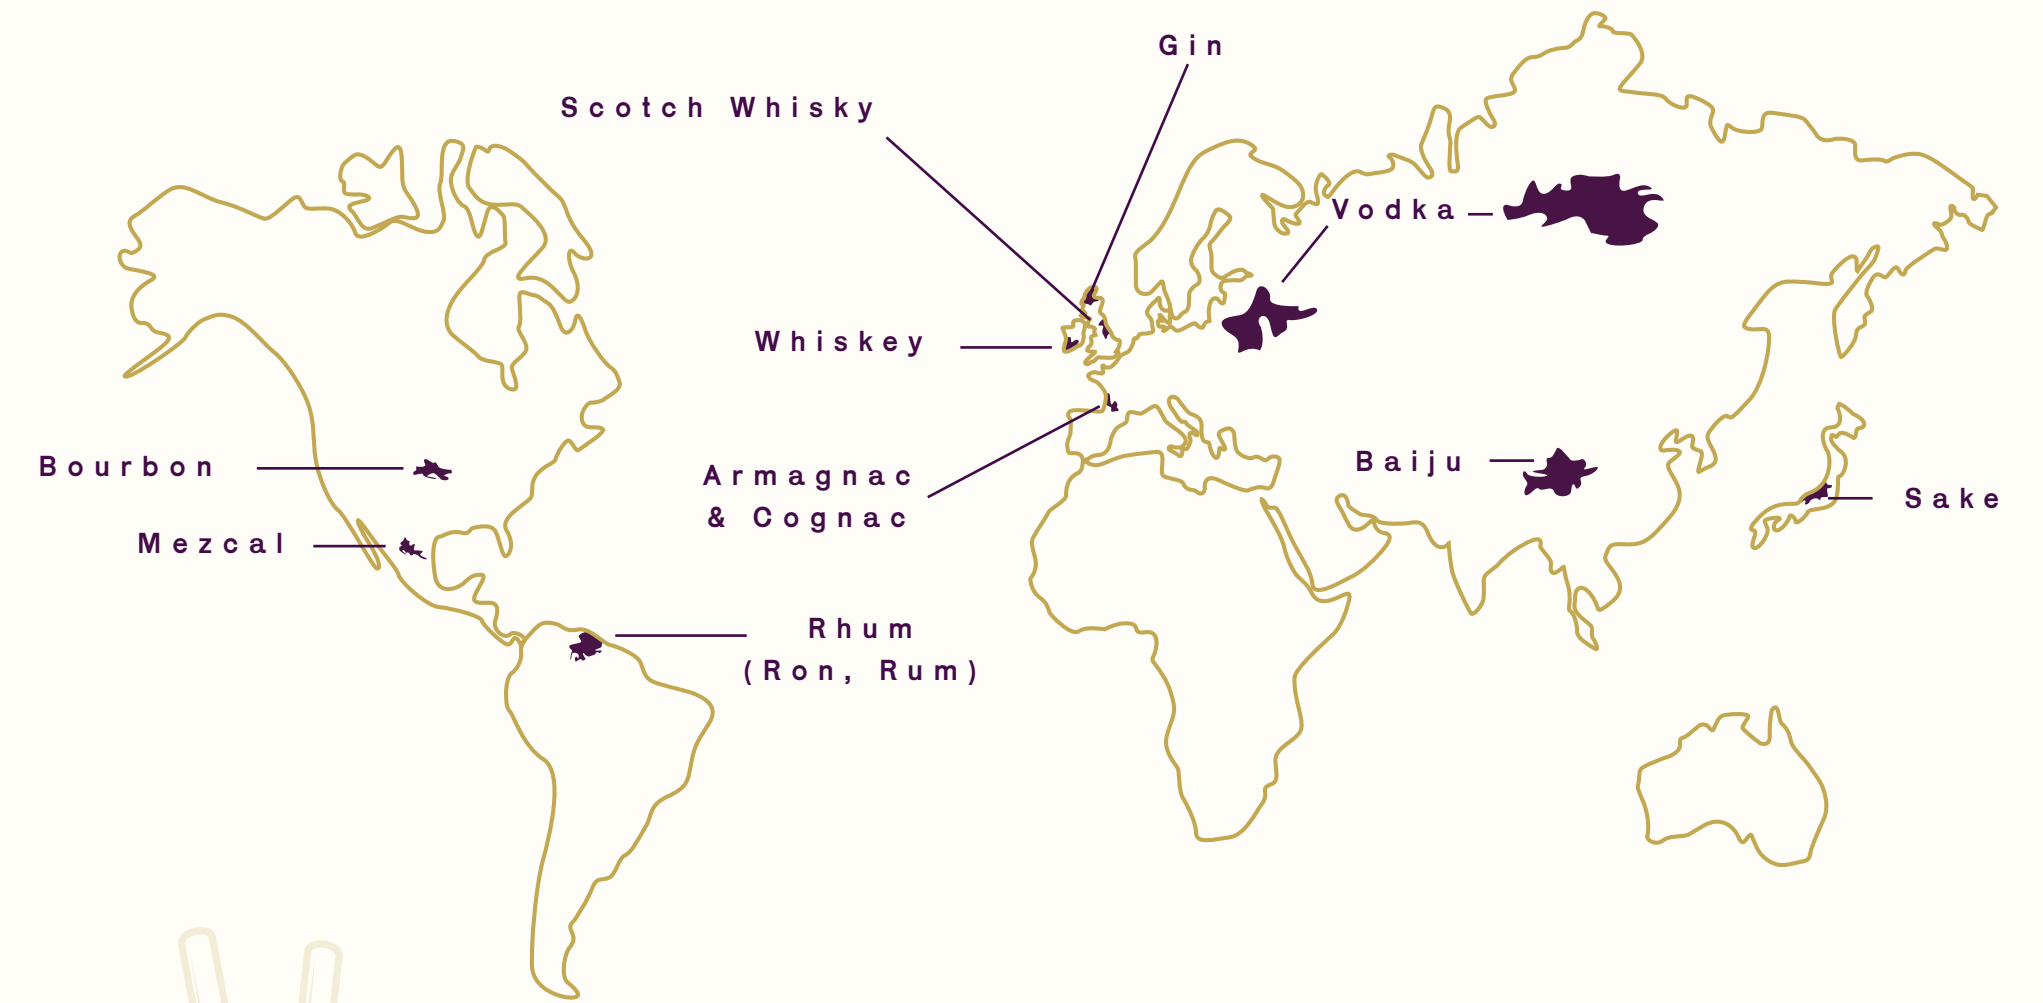 Gin
Scotch Whisky
Vodka
Whiskey
Bourbon
Armagnac
& Cognac
Baiju
Sake
Mezcal
Rhum
(Ron, Rum)